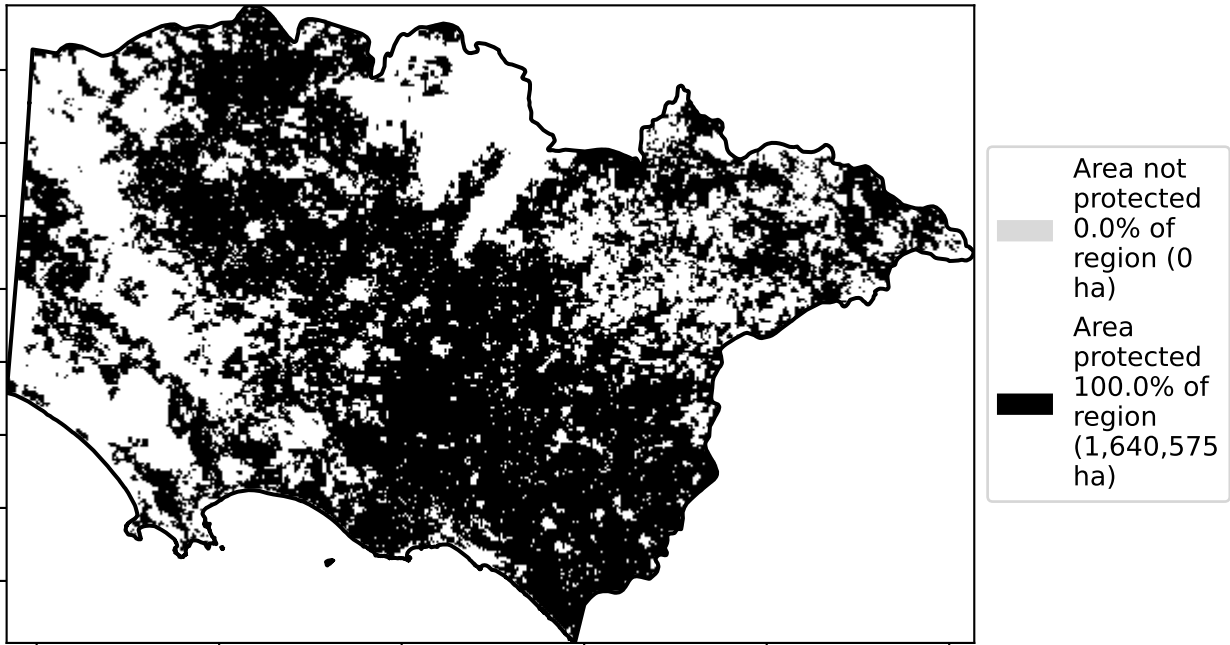 Area not
protected
0.0% of
region (0
ha)
Area
protected
100.0% of
region
(1,640,575
ha)